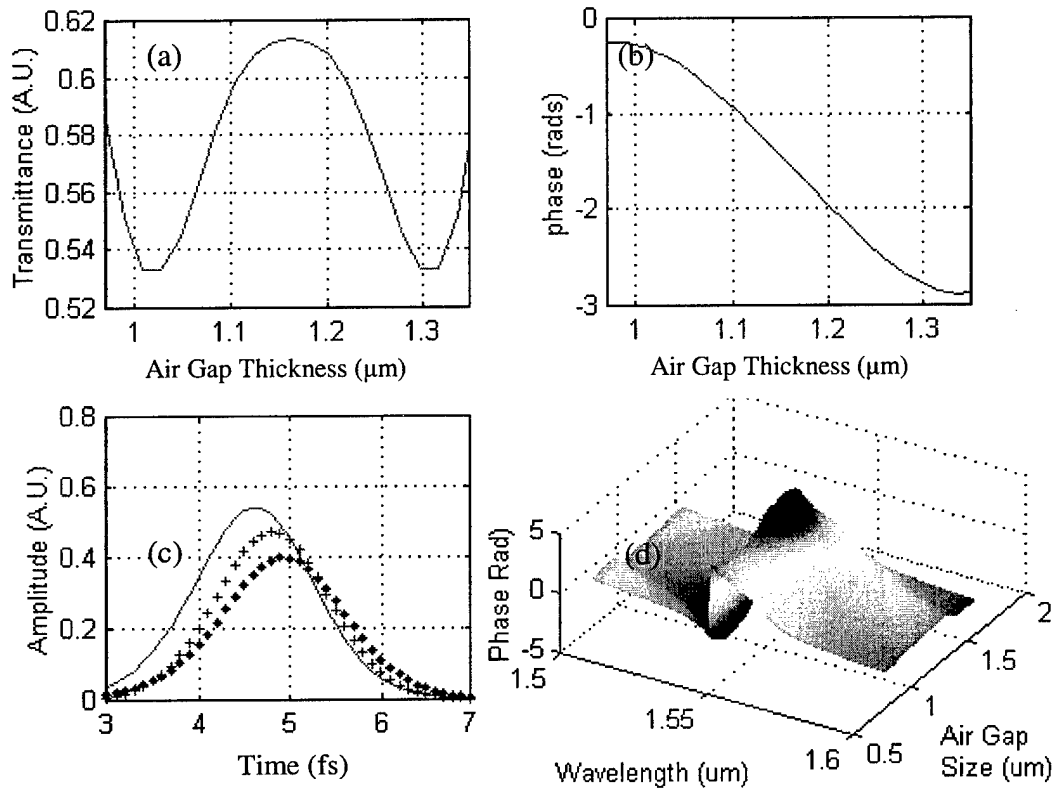 0.62
0.6
0.58
0.56
0.54
0.52
Transmittance (A.U.)
(a)
1
1.1
1.2
1.3
Air Gap Thickness (μm)
0
-1
-2
-3
phase (rads)
(b)
1
1.1
1.2
1.3
Air Gap Thickness (μm)
0.8
0.6
0.4
0.2
0
Amplitude (A.U.)
(c)
3
4
5
6
7
Time (fs)
5
0
-5
Phase Rad)
(d)
1.5
1.55
1.6
Wavelength (um)
0.5
1
1.5
2
Air Gap
Size (um)